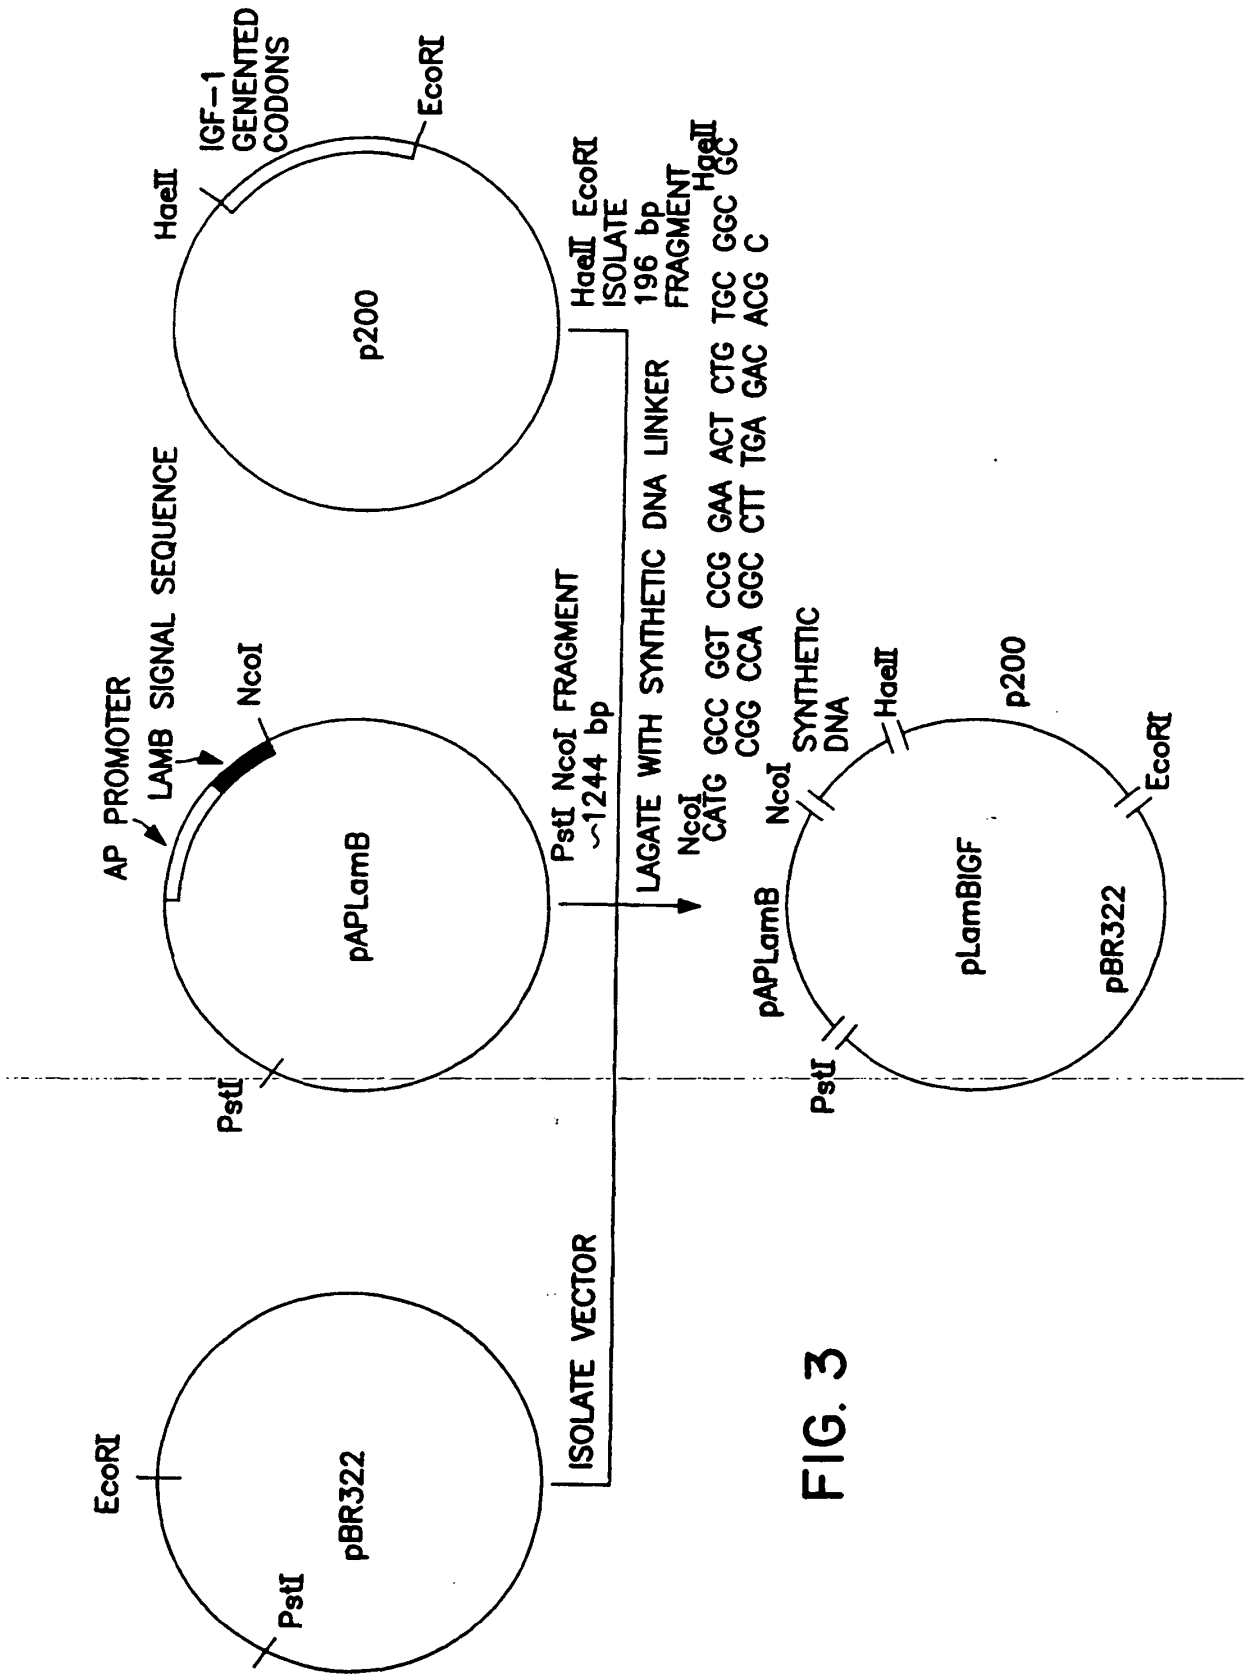 EcoRI
PstI
pBR322
ISOLATE VECTOR
AP PROMOTER
LAMB SIGNAL SEQUENCE
NcoI
PstI
pAPLamB
PstI NcoI FRAGMENT
~1244 bp
HaeII
IGF-1
GENENTED
CODONS
EcoRI
p200
HaeII EcoRI
ISOLATE
196 bp
FRAGMENT
LAGATE WITH SYNTHETIC DNA LINKER
NcoI
HaeII
CATG GCC GGT CCG GAA ACT CTG TGC GGC GC
CGG CCA GGC CTT TGA GAC ACG C
pAPLamB
NcoI
SYNTHETIC
DNA
HaeII
PstI
pLamBIGF
p200
pBR322
EcoRI
FIG. 3